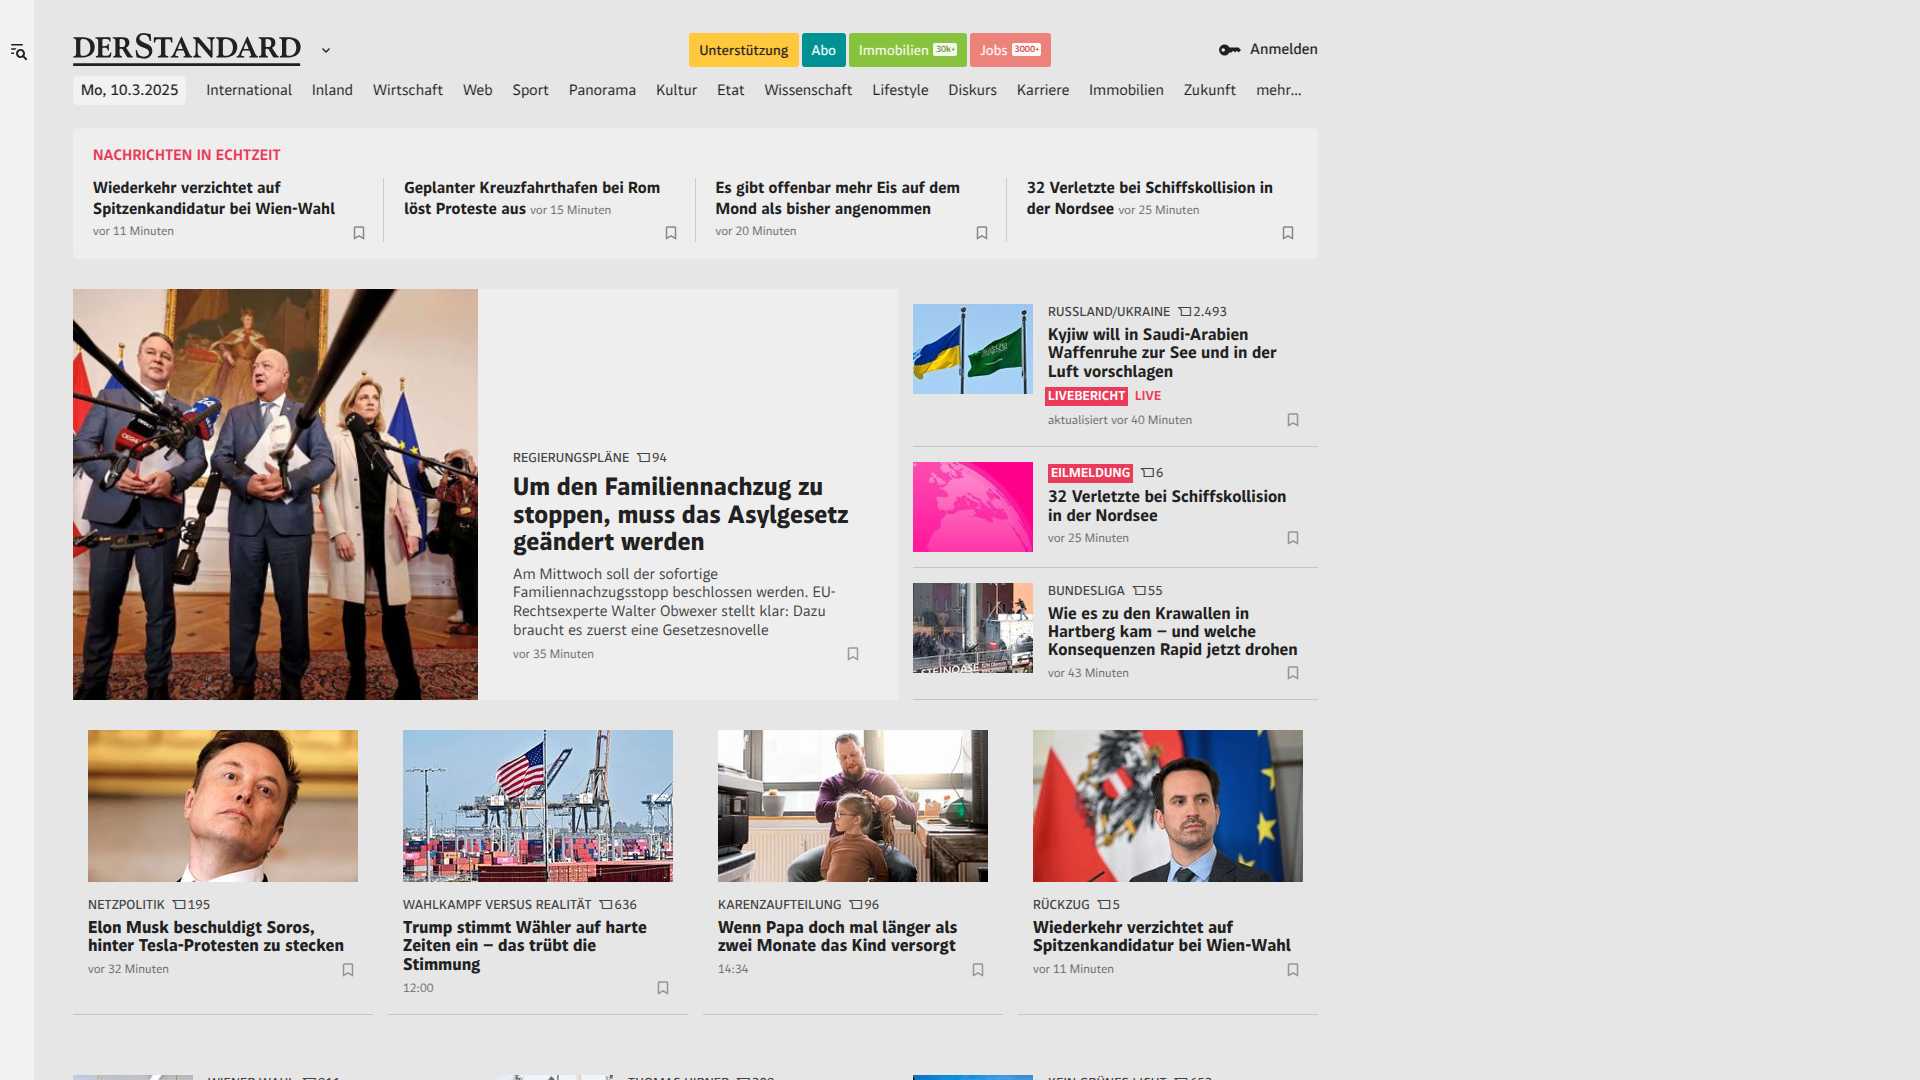 DERSTANDARD
Unterstützung
Abo
Immobilien 30k+
Jobs 3000+
Anmelden
Mo, 10.3.2025
International
Inland
Wirtschaft
Web
Sport
Panorama
Kultur
Etat
Wissenschaft
Lifestyle
Diskurs
Karriere
Immobilien
Zukunft
mehr...
NACHRICHTEN IN ECHTZEIT
Wiederkehr verzichtet auf
Spitzenkandidatur bei Wien-Wahl
vor 11 Minuten
Geplanter Kreuzfahrthafen bei Rom
löst Proteste aus vor 15 Minuten
Es gibt offenbar mehr Eis auf dem
Mond als bisher angenommen
vor 20 Minuten
32 Verletzte bei Schiffskollision in
der Nordsee vor 25 Minuten
REGIERUNGSPLÄNE 94
Um den Familiennachzug zu
stoppen, muss das Asylgesetz
geändert werden
Am Mittwoch soll der sofortige
Familiennachzugsstopp beschlossen werden. EU-
Rechtsexperte Walter Obwexer stellt klar: Dazu
braucht es zuerst eine Gesetzesnovelle
vor 35 Minuten
RUSSLAND/UKRAINE 2.493
Kyjiw will in Saudi-Arabien
Waffenruhe zur See und in der
Luft vorschlagen
LIVEBERICHT LIVE
aktualisiert vor 40 Minuten
EILMELDUNG 6
32 Verletzte bei Schiffskollision
in der Nordsee
vor 25 Minuten
BUNDESLIGA 55
Wie es zu den Krawallen in
Hartberg kam – und welche
Konsequenzen Rapid jetzt drohen
vor 43 Minuten
NETZPOLITIK 195
Elon Musk beschuldigt Soros,
hinter Tesla-Protesten zu stecken
vor 32 Minuten
WAHLKAMPF VERSUS REALITÄT 636
Trump stimmt Wähler auf harte
Zeiten ein – das trübt die
Stimmung
12:00
KARENZAUFTEILUNG 96
Wenn Papa doch mal länger als
zwei Monate das Kind versorgt
14:34
RÜCKZUG 5
Wiederkehr verzichtet auf
Spitzenkandidatur bei Wien-Wahl
vor 11 Minuten